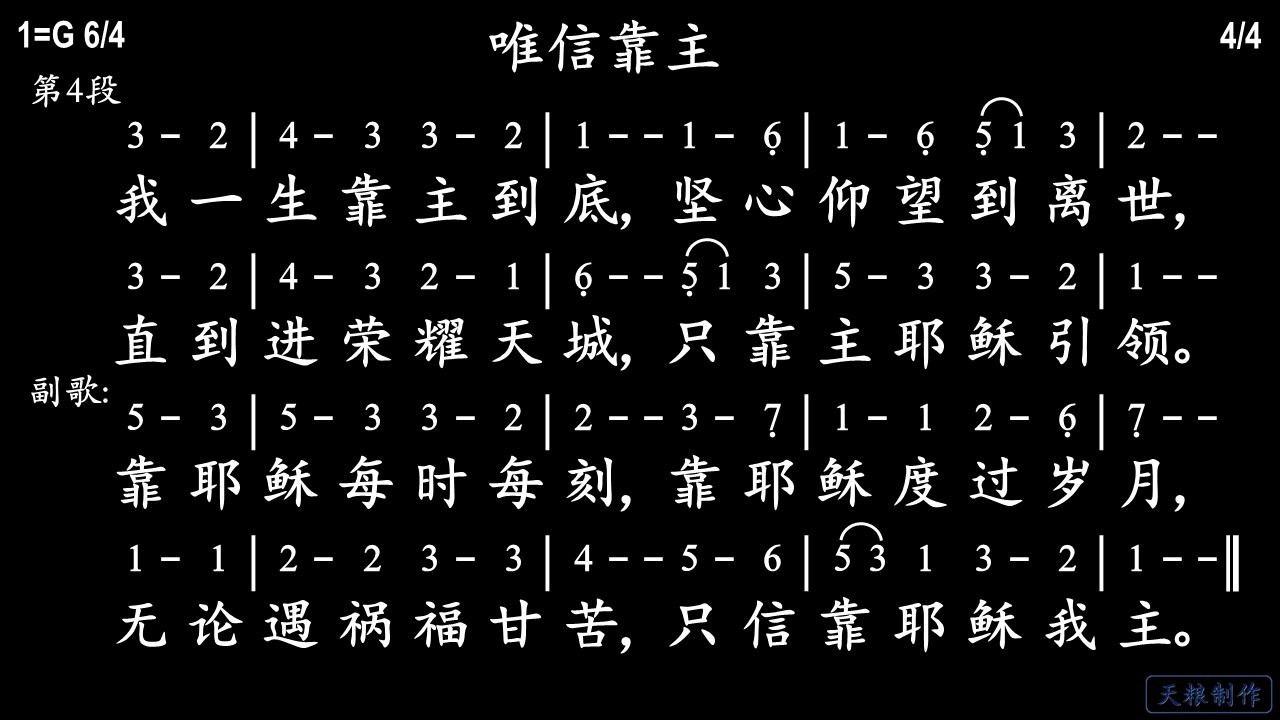 1=G 6/4
唯信靠主
4/4
第4段
3 – 2 | 4 – 3 3 – 2 | 1 – – 1 – 6̣ | 1 – 6̣ 5̣ 1 3 | 2 – –
我一生靠主到底, 坚心仰望到离世,
3 – 2 | 4 – 3 2 – 1 | 6̣ – – 5̣ 1 3 | 5 – 3 3 – 2 | 1 – –
直到进荣耀天城, 只靠主耶稣引领。
副歌:
5 – 3 | 5 – 3 3 – 2 | 2 – – 3 – 7̣ | 1 – 1 2 – 6̣ | 7̣ – –
靠耶稣每时每刻, 靠耶稣度过岁月,
1 – 1 | 2 – 2 3 – 3 | 4 – – 5 – 6 | 5 3 1 3 – 2 | 1 – – ‖
无论遇祸福甘苦, 只信靠耶稣我主。
天粮制作